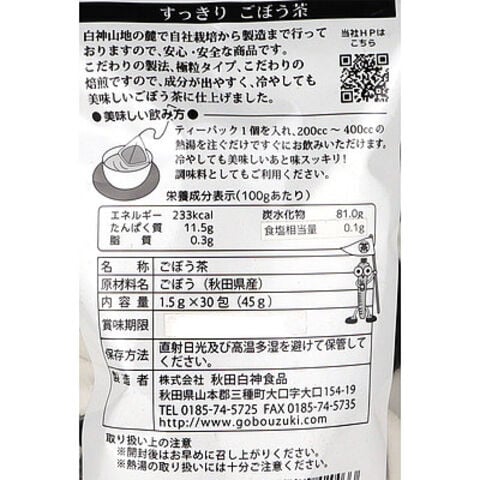 すっきり ごぼう茶
白神山地の麓で自社栽培から製造まで行って
おりますので、安心・安全な商品です。
こだわりの製法、極粒タイプ、こだわりの
焙煎ですので、成分が出やすく、冷やしても
美味しいごぼう茶に仕上げました。
当社HPは
こちら
●美味しい飲み方●
ティーパック1個を入れ、200cc～400ccの
熱湯を注ぐだけですぐにお飲みいただけます。
冷やしても美味しいあと味スッキリ!
調味料としてもご利用ください。
栄養成分表示(100gあたり)
エネルギー 233kcal 炭水化物 81.0g
たんぱく質 11.5g 食塩相当量 0.1g
脂質 0.3g
名称 ごぼう茶
原材料名 ごぼう(秋田県産)
内容量 1.5g×30包(45g)
賞味期限
保存方法 直射日光及び高温多湿を避けて保管して
ください。
製造者 株式会社 秋田白神食品
秋田県山本郡三種町大口字大口154-19
TEL 0185-74-5725 FAX 0185-74-5735
http://www.gobouzuki.com
取り扱い上の注意
※開封後はお早めに召し上がりください。
※熱湯の取り扱いには十分ご注意ください。